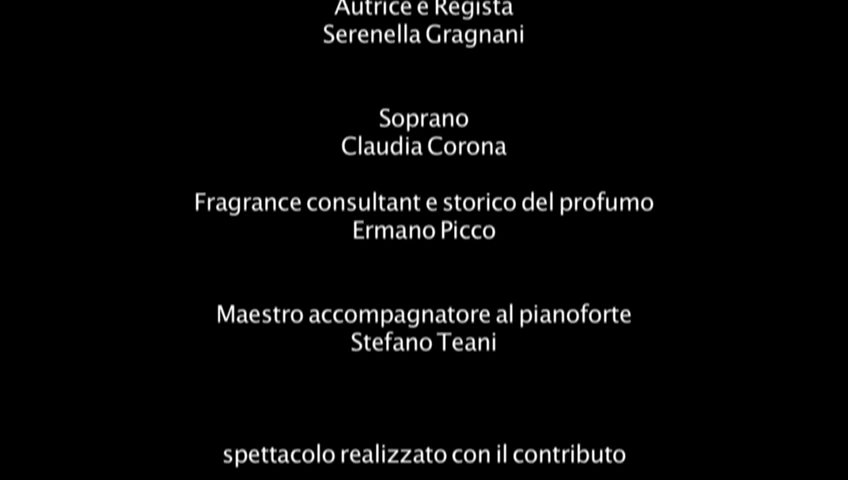 Autrice e Regista
Serenella Gragnani
Soprano
Claudia Corona
Fragrance consultant e storico del profumo
Ermano Picco
Maestro accompagnatore al pianoforte
Stefano Teani
spettacolo realizzato con il contributo